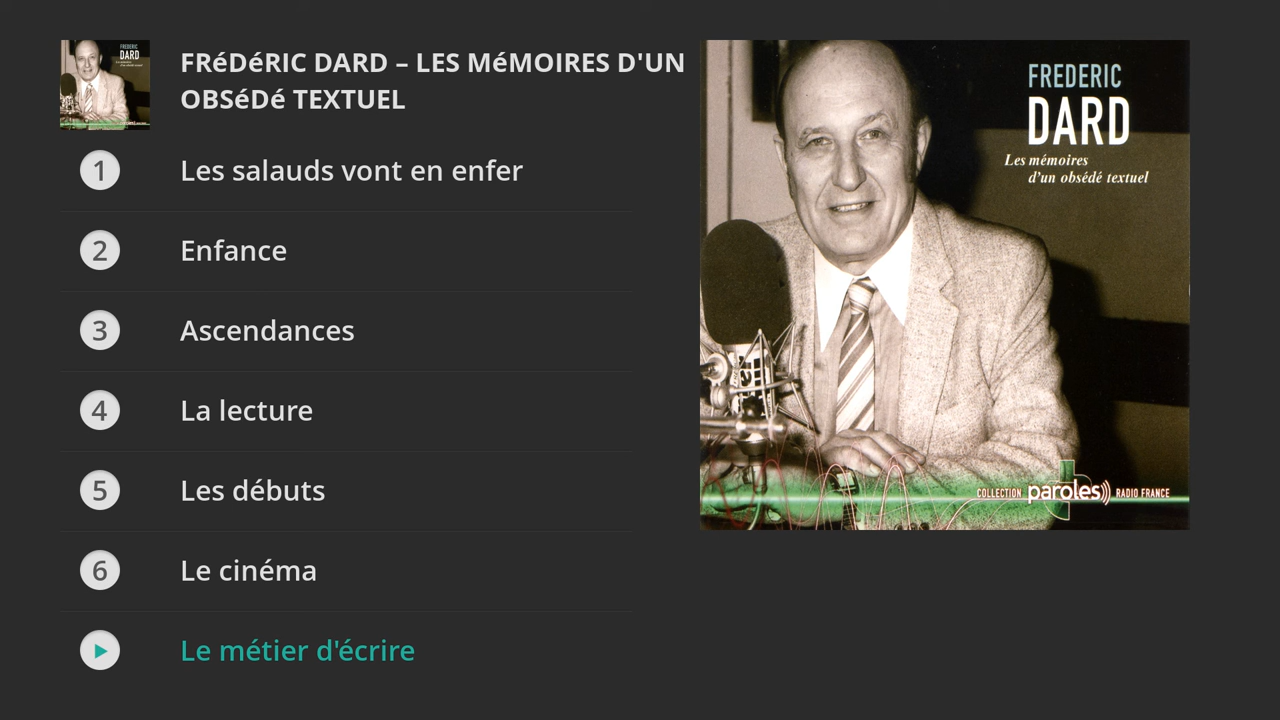 FRéDéRIC DARD – LES MéMOIRES D'UN
OBSéDé TEXTUEL
1 Les salauds vont en enfer
2 Enfance
3 Ascendances
4 La lecture
5 Les débuts
6 Le cinéma
Le métier d'écrire
FREDERIC
DARD
Les mémoires
d'un obsédé textuel
COLLECTION paroles RADIO FRANCE